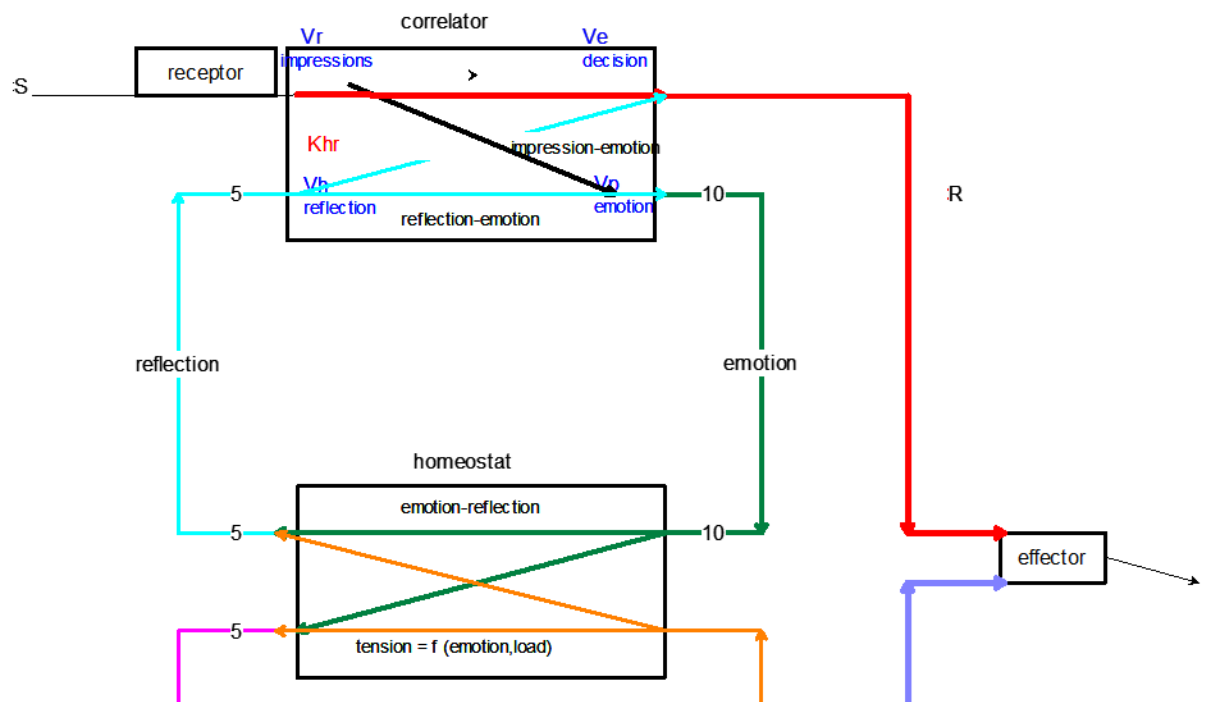 correlator
Vr
Ve
impressions
decision
receptor
:S
>
Khr
impression-emotion
Vh
Vp
5
10
:R
reflection
emotion
reflection-emotion
reflection
emotion
homeostat
emotion-reflection
5
10
effector
5
tension = f (emotion,load)